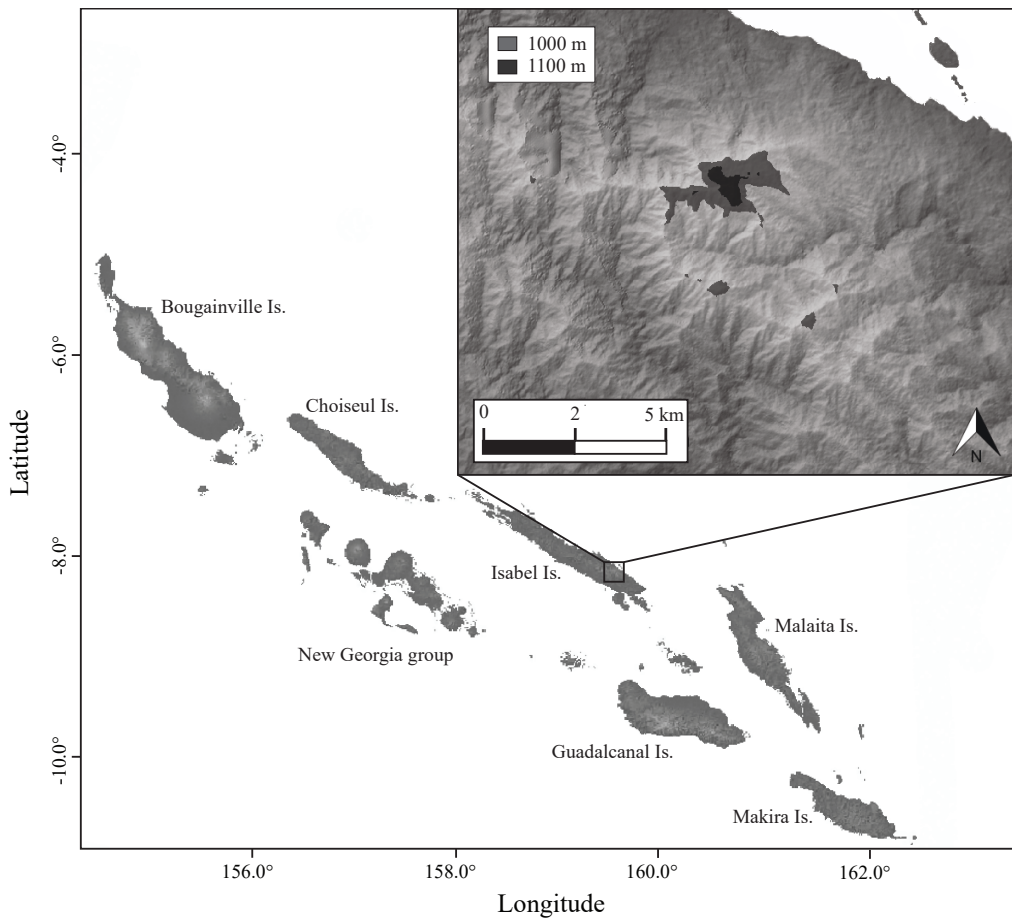 1000 m
1100 m
0 2 5 km
N
-4.0°
-6.0°
-8.0°
-10.0°
Latitude
Bougainville Is.
Choiseul Is.
Isabel Is.
New Georgia group
Malaita Is.
Guadalcanal Is.
Makira Is.
156.0° 158.0° 160.0° 162.0°
Longitude